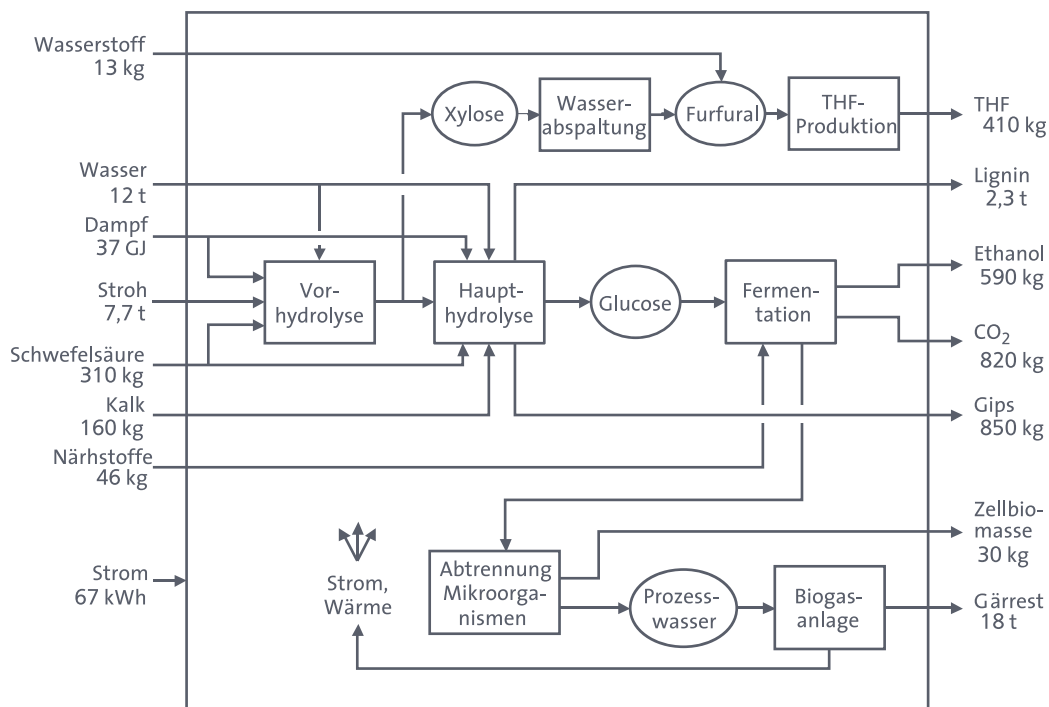 Wasserstoff
13 kg
Xylose
Wasser-
abspaltung
Furfural
THF-
Produktion
THF
410 kg
Wasser
12 t
Lignin
2,3 t
Dampf
37 GJ
Stroh
7,7 t
Vor-
hydrolyse
Haupt-
hydrolyse
Glucose
Fermen-
tation
Ethanol
590 kg
CO2
820 kg
Schwefelsäure
310 kg
Kalk
160 kg
Gips
850 kg
Närhstoffe
46 kg
Zellbio-
masse
30 kg
Strom
67 kWh
Strom,
Wärme
Abtrennung
Mikroorga-
nismen
Prozess-
wasser
Biogas-
anlage
Gärrest
18 t